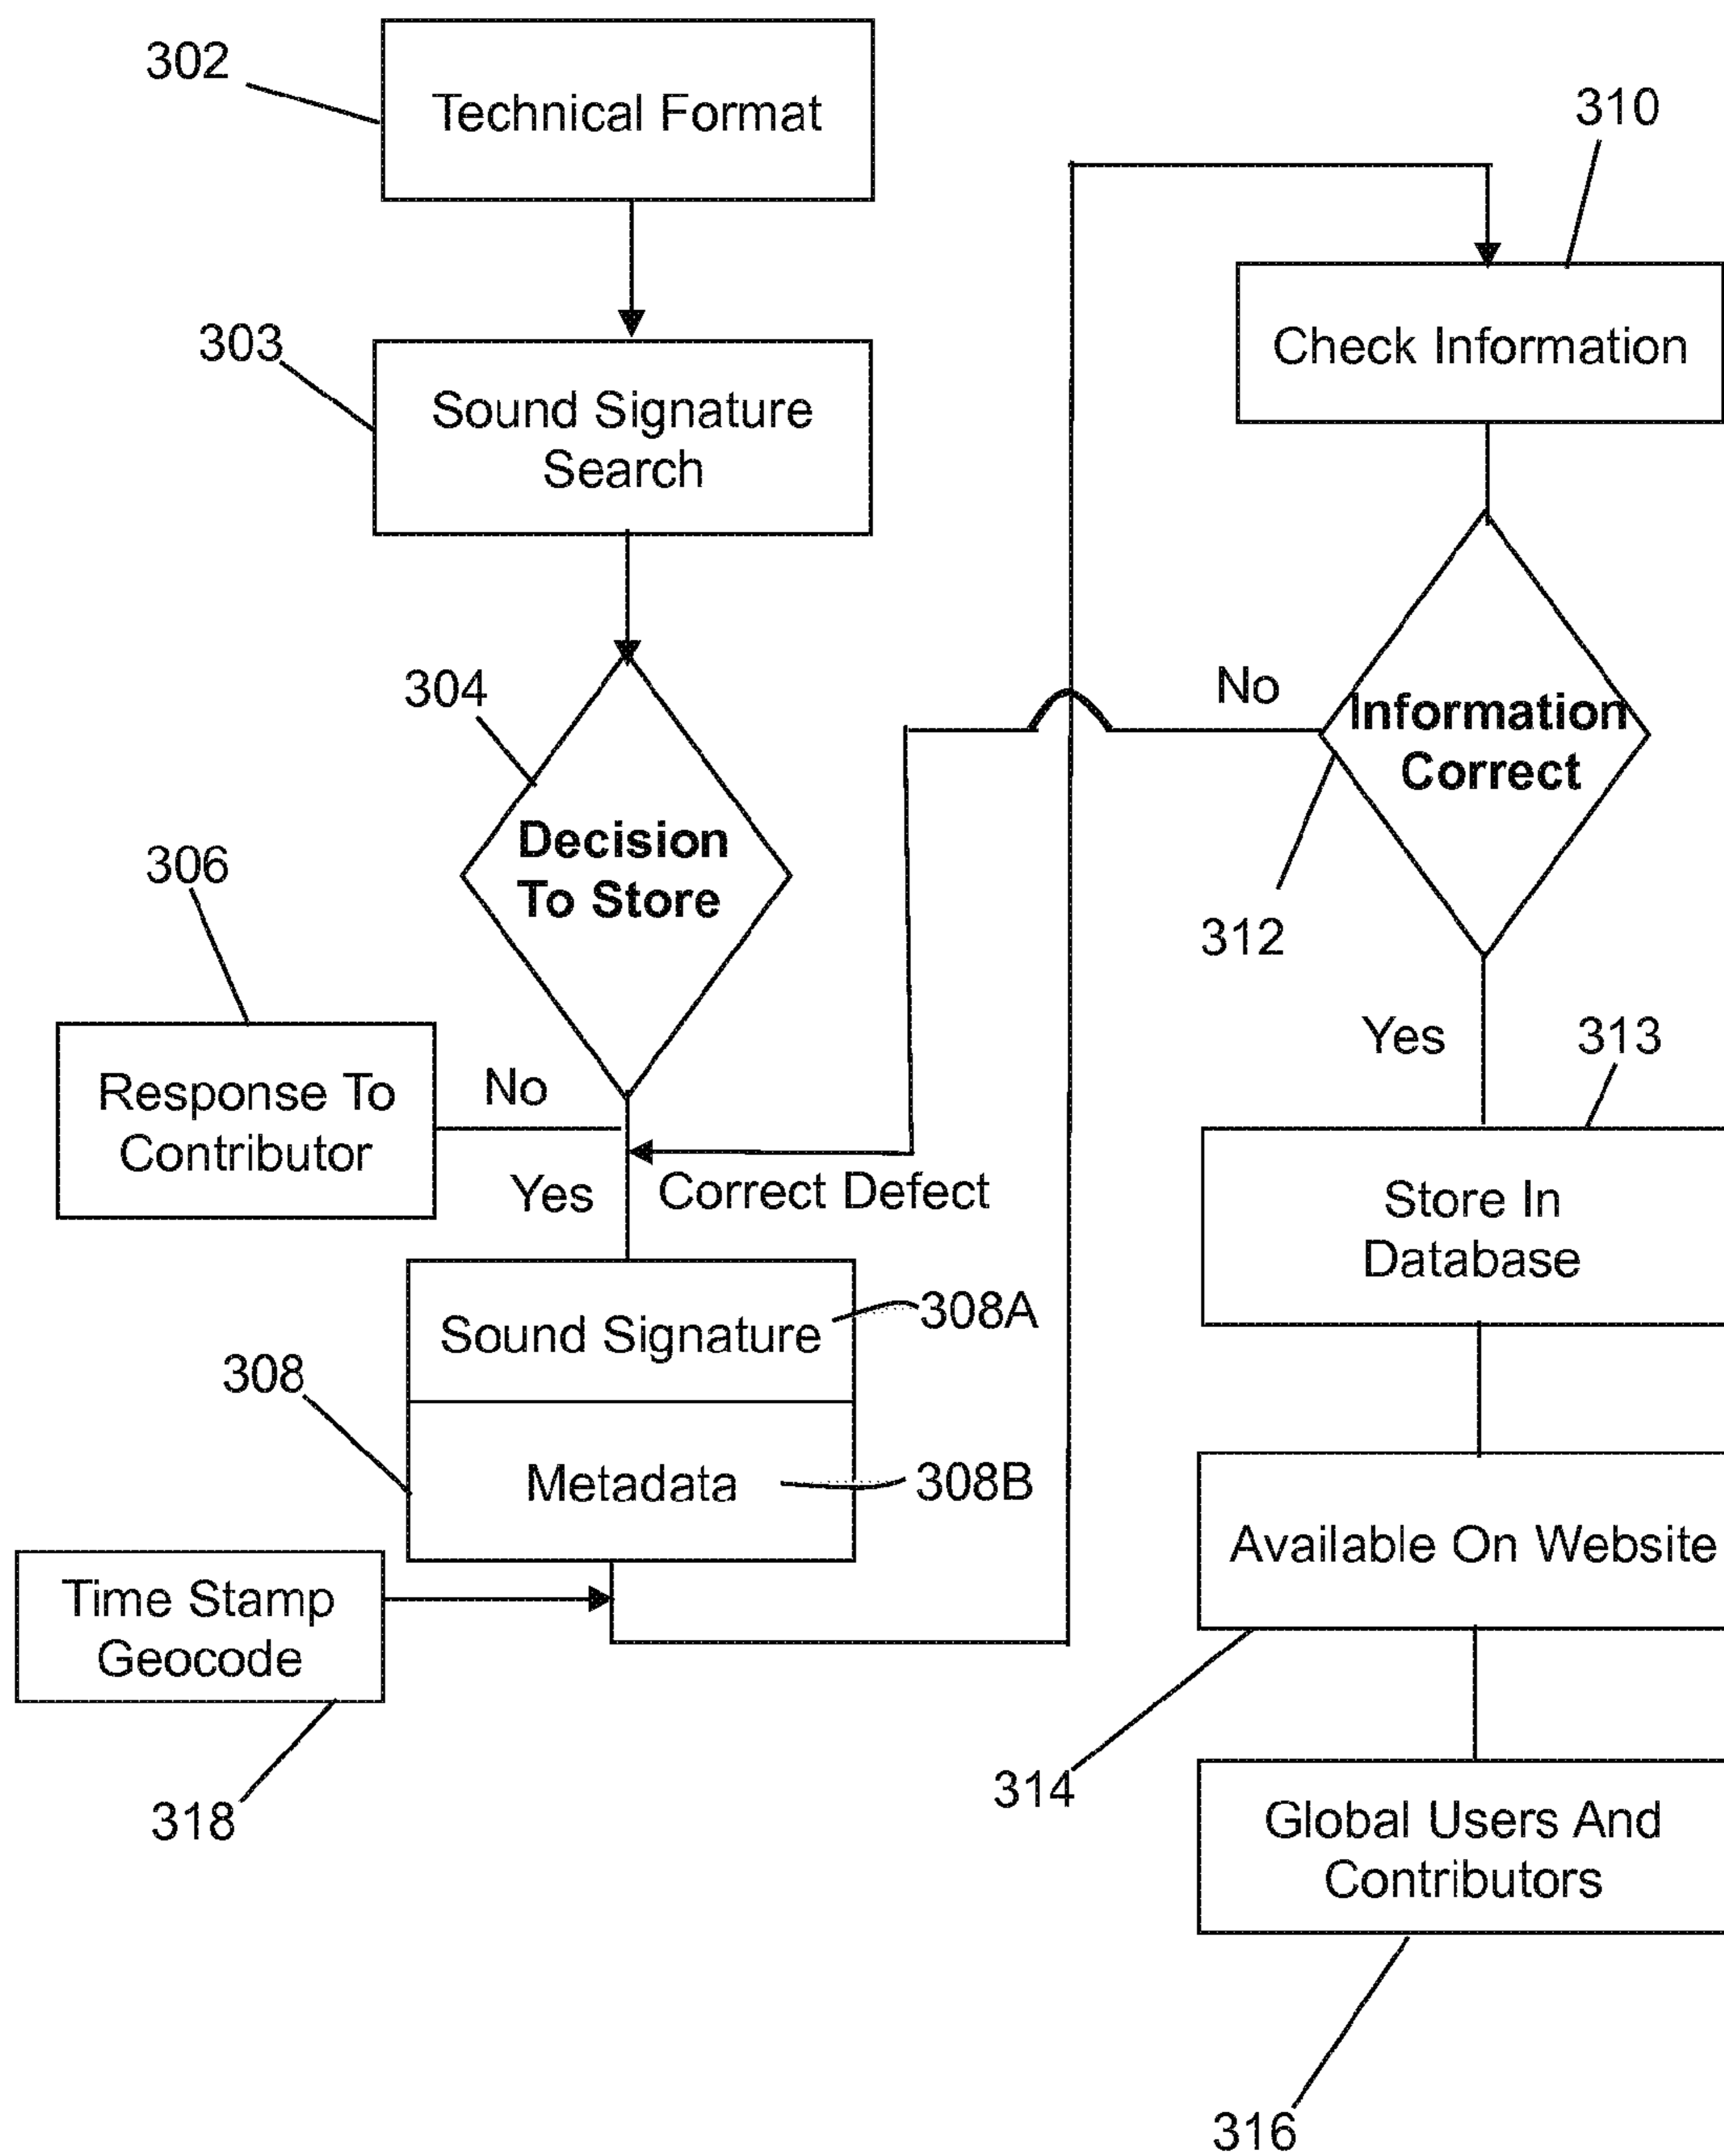 302
Technical Format
303
Sound Signature
Search
304
Decision
To Store
306
Response To
Contributor
No
Yes
Correct Defect
Sound Signature
308A
308
Metadata
308B
Time Stamp
Geocode
318
310
Check Information
No
Information
Correct
312
Yes
313
Store In
Database
Available On Website
314
Global Users And
Contributors
316